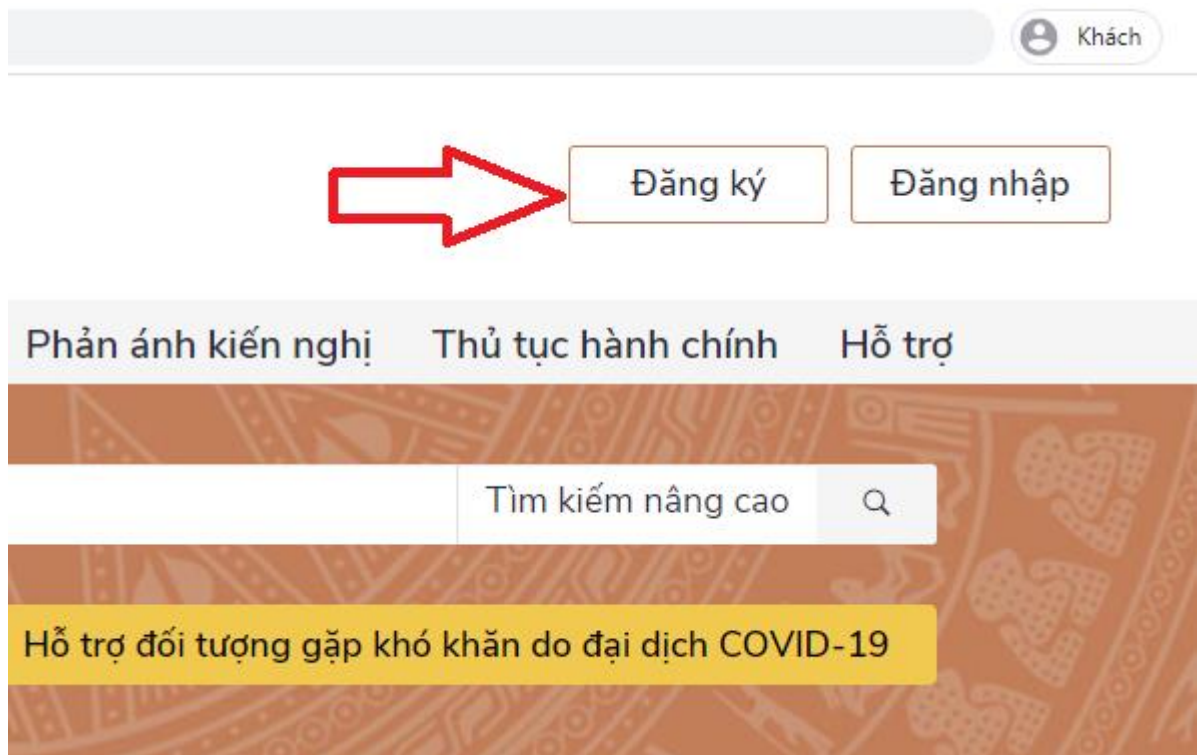 Khách
Đăng ký Đăng nhập
Phản ánh kiến nghị Thủ tục hành chính Hỗ trợ
Tìm kiếm nâng cao
Hỗ trợ đối tượng gặp khó khăn do đại dịch COVID-19